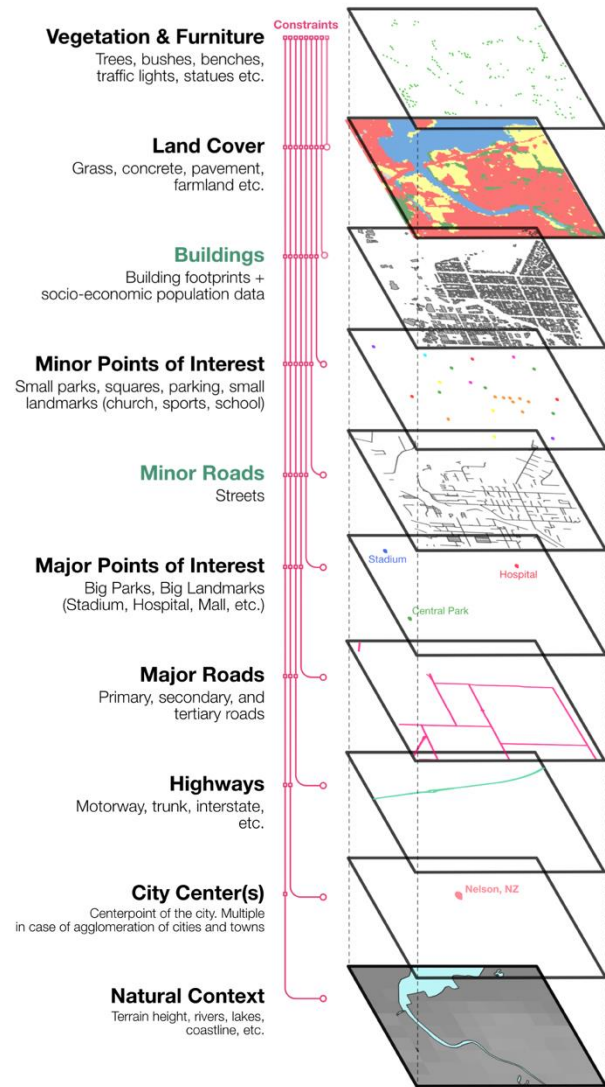 Constraints
Vegetation & Furniture
Trees, bushes, benches,
traffic lights, statues etc.
Land Cover
Grass, concrete, pavement,
farmland etc.
Buildings
Building footprints +
socio-economic population data
Minor Points of Interest
Small parks, squares, parking, small
landmarks (church, sports, school)
Minor Roads
Streets
Major Points of Interest
Big Parks, Big Landmarks
(Stadium, Hospital, Mall, etc.)
Stadium
Hospital
Central Park
Major Roads
Primary, secondary, and
tertiary roads
Highways
Motorway, trunk, interstate,
etc.
City Center(s)
Centerpoint of the city. Multiple
in case of agglomeration of cities and towns
Nelson, NZ
Natural Context
Terrain height, rivers, lakes,
coastline, etc.